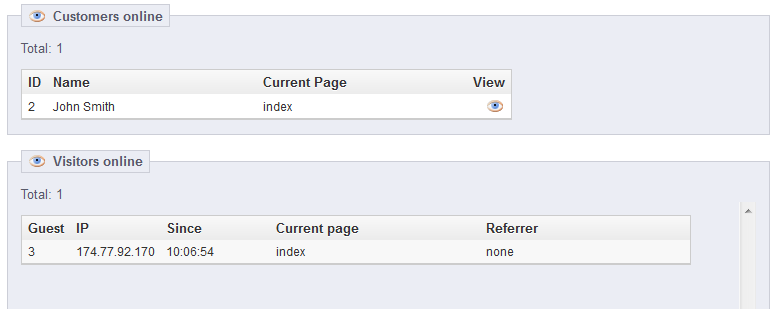 Customers online
Total: 1
ID Name Current Page View
2 John Smith index
Visitors online
Total: 1
Guest IP Since Current page Referrer
3 174.77.92.170 10:06:54 index none